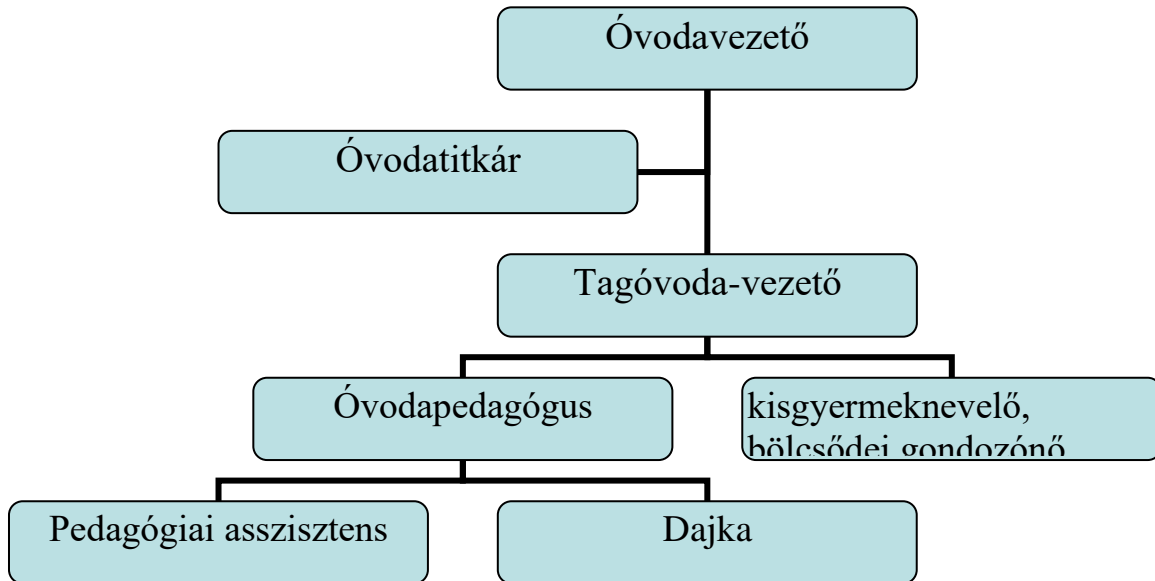 Óvodavezető
Óvodatitkár
Tagóvoda-vezető
Óvodapedagógus
kisgyermeknevelő,
bölcsődei gondozónő
Pedagógiai asszisztens
Dajka